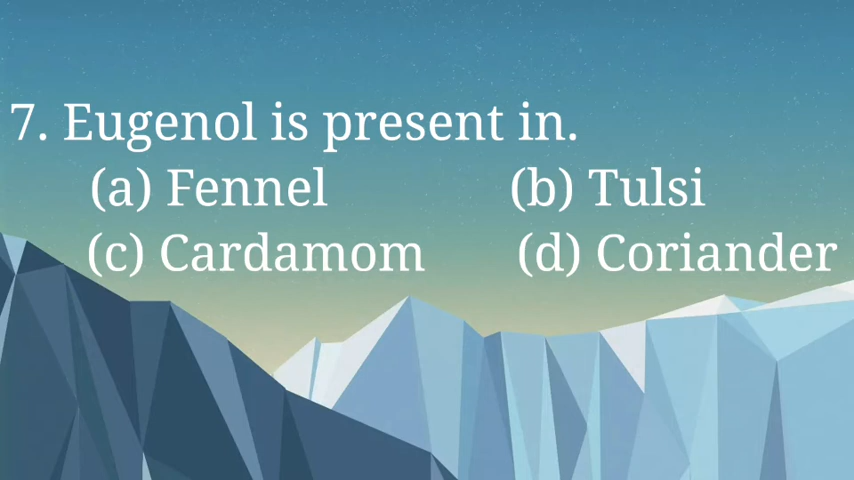 7. Eugenol is present in.
(a) Fennel (b) Tulsi
(c) Cardamom (d) Coriander